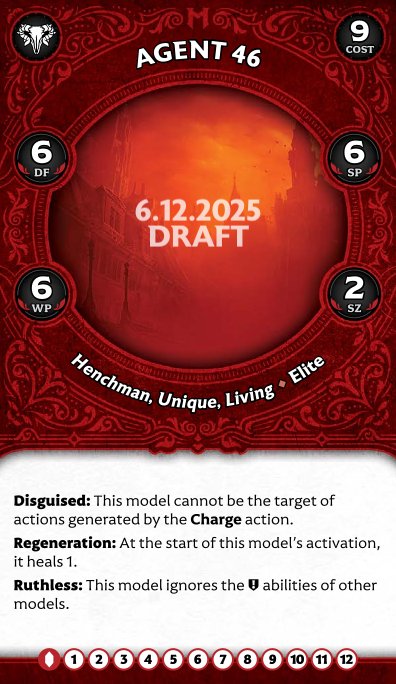 9
COST
AGENT 46
6
DF
6
SP
6.12.2025
DRAFT
6
WP
2
SZ
Henchman, Unique, Living ◆ Elite
Disguised: This model cannot be the target of
actions generated by the Charge action.
Regeneration: At the start of this model's activation,
it heals 1.
Ruthless: This model ignores the abilities of other
models.
1 2 3 4 5 6 7 8 9 10 11 12